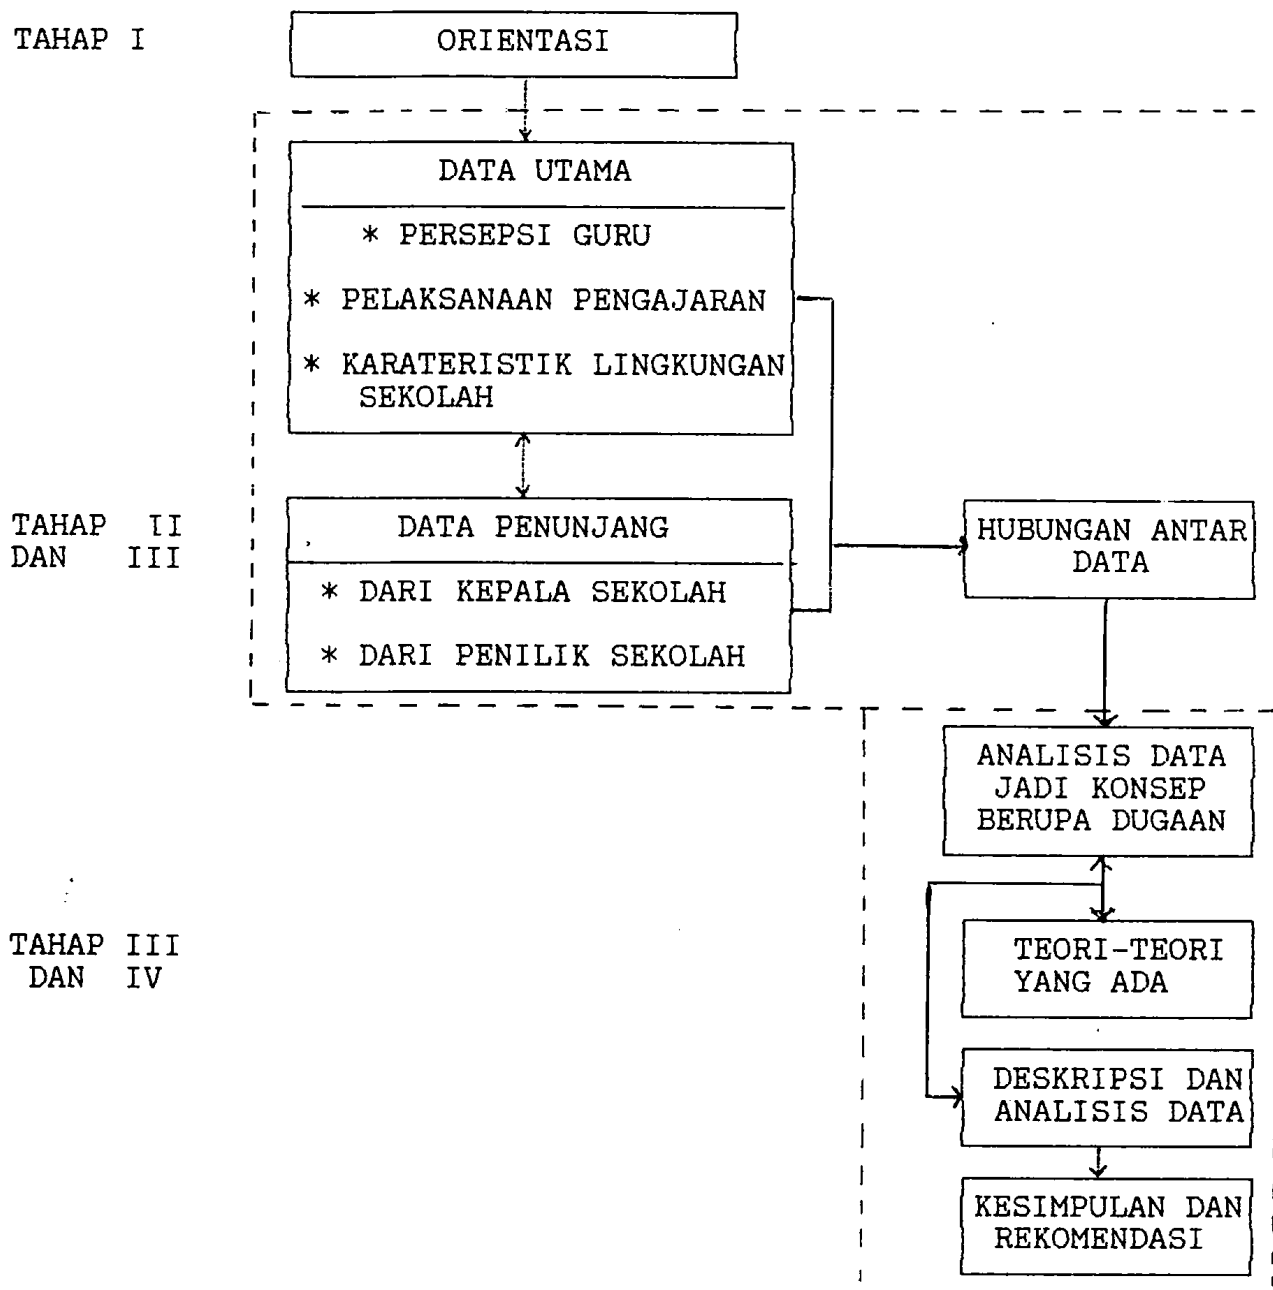 TAHAP I
ORIENTASI
DATA UTAMA
* PERSEPSI GURU
* PELAKSANAAN PENGAJARAN
* KARATERISTIK LINGKUNGAN
SEKOLAH
TAHAP II
DAN III
DATA PENUNJANG
* DARI KEPALA SEKOLAH
* DARI PENILIK SEKOLAH
HUBUNGAN ANTAR
DATA
ANALISIS DATA
JADI KONSEP
BERUPA DUGAAN
TAHAP III
DAN IV
TEORI-TEORI
YANG ADA
DESKRIPSI DAN
ANALISIS DATA
KESIMPULAN DAN
REKOMENDASI